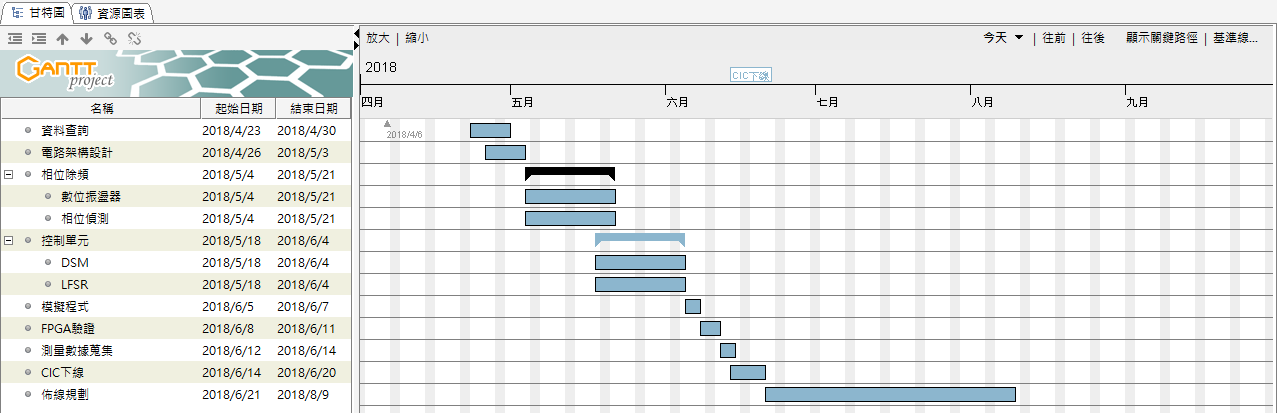 甘特圖 資源圖表
放大 | 縮小 今天 | 往前 | 往後 顯示關鍵路徑 | 基準線...
GANTT project
2018
CIC下線
名稱 起始日期 結束日期
四月 五月 六月 七月 八月 九月
2018/4/6
資料查詢 2018/4/23 2018/4/30
電路架構設計 2018/4/26 2018/5/3
相位除頻 2018/5/4 2018/5/21
數位振盪器 2018/5/4 2018/5/21
相位偵測 2018/5/4 2018/5/21
控制單元 2018/5/18 2018/6/4
DSM 2018/5/18 2018/6/4
LFSR 2018/5/18 2018/6/4
模擬程式 2018/6/5 2018/6/7
FPGA驗證 2018/6/8 2018/6/11
測量數據蒐集 2018/6/12 2018/6/14
CIC下線 2018/6/14 2018/6/20
佈線規劃 2018/6/21 2018/8/9